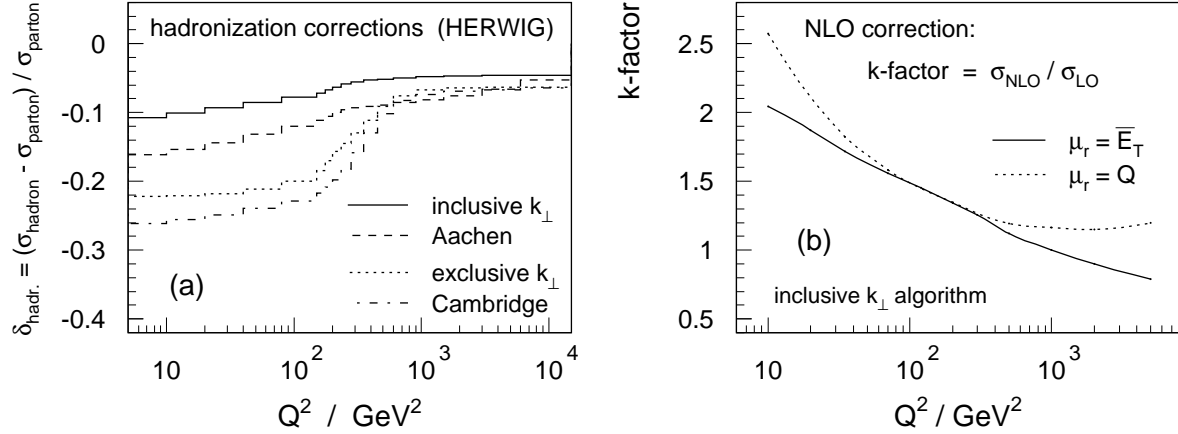 hadronization corrections (HERWIG)
δhadr. = (σhadron - σparton) / σparton
0
-0.1
-0.2
-0.3
-0.4
inclusive k⊥
Aachen
exclusive k⊥
Cambridge
(a)
10
10²
10³
10⁴
Q² / GeV²
NLO correction:
k-factor = σNLO / σLO
k-factor
2.5
2
1.5
1
0.5
μr = E̅T
μr = Q
(b)
inclusive k⊥ algorithm
10
10²
10³
Q² / GeV²